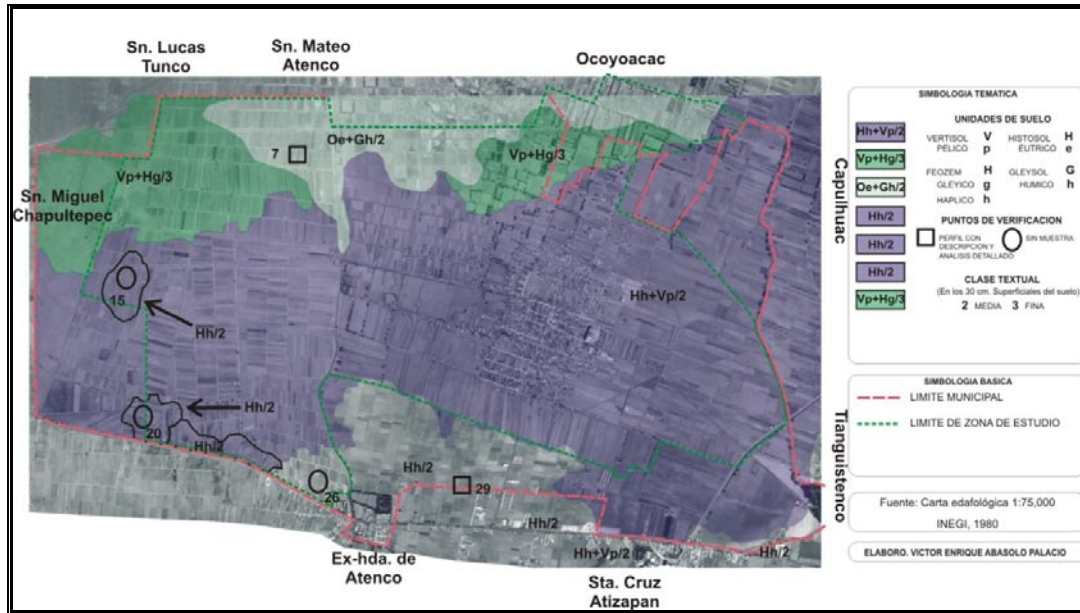 Sn. Lucas
Tunco
Sn. Mateo
Atenco
Ocoyoacac
Oe+Gh/2
7
Vp+Hg/3
Vp+Hg/3
Sn. Miguel
Chapultepec
15
Hh/2
Hh+Vp/2
Hh/2
20
Hh/2
26
Hh/2
29
Hh/2
Hh+Vp/2
Hh/2
Ex-hda. de
Atenco
Sta. Cruz
Atizapan
Capulhuac
Tianguistenco
SIMBOLOGIA TEMATICA
Hh+Vp/2
Vp+Hg/3
Oe+Gh/2
Hh/2
Hh/2
Hh/2
Vp+Hg/3
UNIDADES DE SUELO
VERTISOL V HISTOSOL H
PELICO p EUTRICO e
FEOZEM H GLEYSOL G
GLEYICO g HUMICO h
HAPLICO h
PUNTOS DE VERIFICACION
PERFIL CON
DESCRIPCION Y
ANALISIS DETALLADO
SIN MUESTRA
CLASE TEXTUAL
(En los 30 cm. Superficiales del suelo)
2 MEDIA 3 FINA
SIMBOLOGIA BASICA
LIMITE MUNICIPAL
LIMITE DE ZONA DE ESTUDIO
Fuente: Carta edafológica 1:75,000
INEGI, 1980
ELABORO. VICTOR ENRIQUE ABASOLO PALACIO